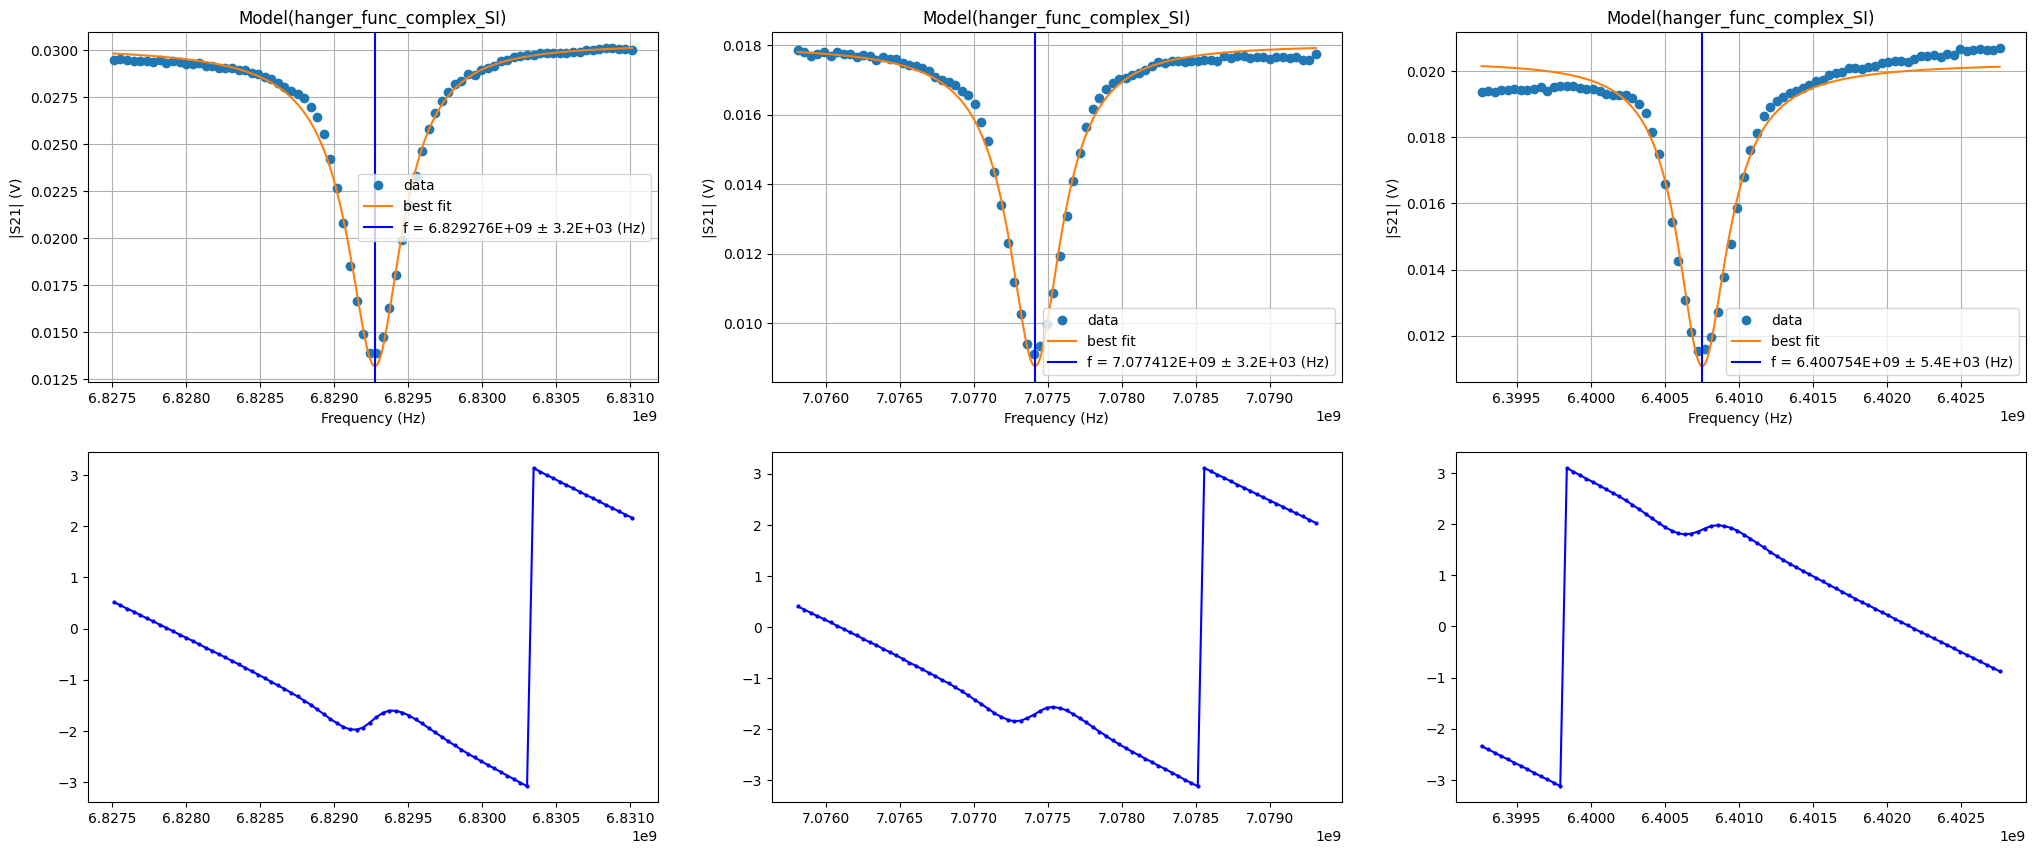 Model(hanger_func_complex_SI)
|S21| (V)
0.0300
0.0275
0.0250
0.0225
0.0200
0.0175
0.0150
0.0125
data
best fit
f = 6.829276E+09 ± 3.2E+03 (Hz)
6.8275 6.8280 6.8285 6.8290 6.8295 6.8300 6.8305 6.8310
Frequency (Hz)
1e9
Model(hanger_func_complex_SI)
|S21| (V)
0.018
0.016
0.014
0.012
0.010
data
best fit
f = 7.077412E+09 ± 3.2E+03 (Hz)
7.0760 7.0765 7.0770 7.0775 7.0780 7.0785 7.0790
Frequency (Hz)
1e9
Model(hanger_func_complex_SI)
|S21| (V)
0.020
0.018
0.016
0.014
0.012
data
best fit
f = 6.400754E+09 ± 5.4E+03 (Hz)
6.3995 6.4000 6.4005 6.4010 6.4015 6.4020 6.4025
Frequency (Hz)
1e9
3
2
1
0
−1
−2
−3
6.8275 6.8280 6.8285 6.8290 6.8295 6.8300 6.8305 6.8310
1e9
3
2
1
0
−1
−2
−3
7.0760 7.0765 7.0770 7.0775 7.0780 7.0785 7.0790
1e9
3
2
1
0
−1
−2
−3
6.3995 6.4000 6.4005 6.4010 6.4015 6.4020 6.4025
1e9